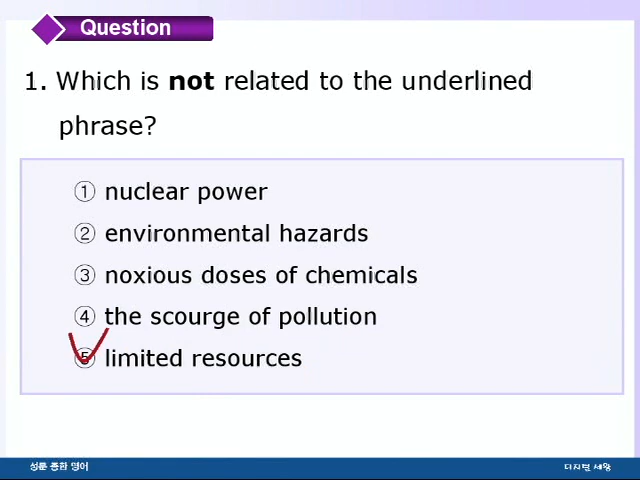 Question
1. Which is not related to the underlined
phrase?
① nuclear power
② environmental hazards
③ noxious doses of chemicals
④ the scourge of pollution
⑤ limited resources
성문 종합 영어
디지털 세상